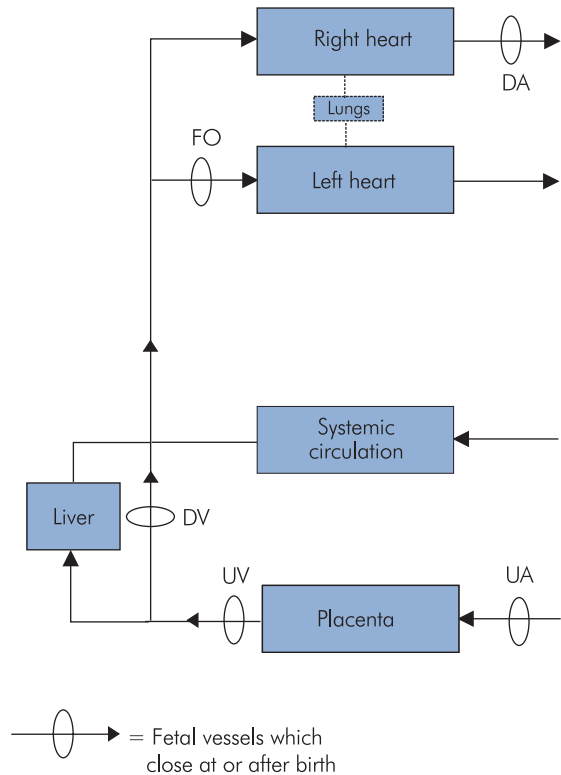 Right heart
DA
Lungs
FO
Left heart
Systemic
circulation
Liver
DV
UV
UA
Placenta
= Fetal vessels which
close at or after birth